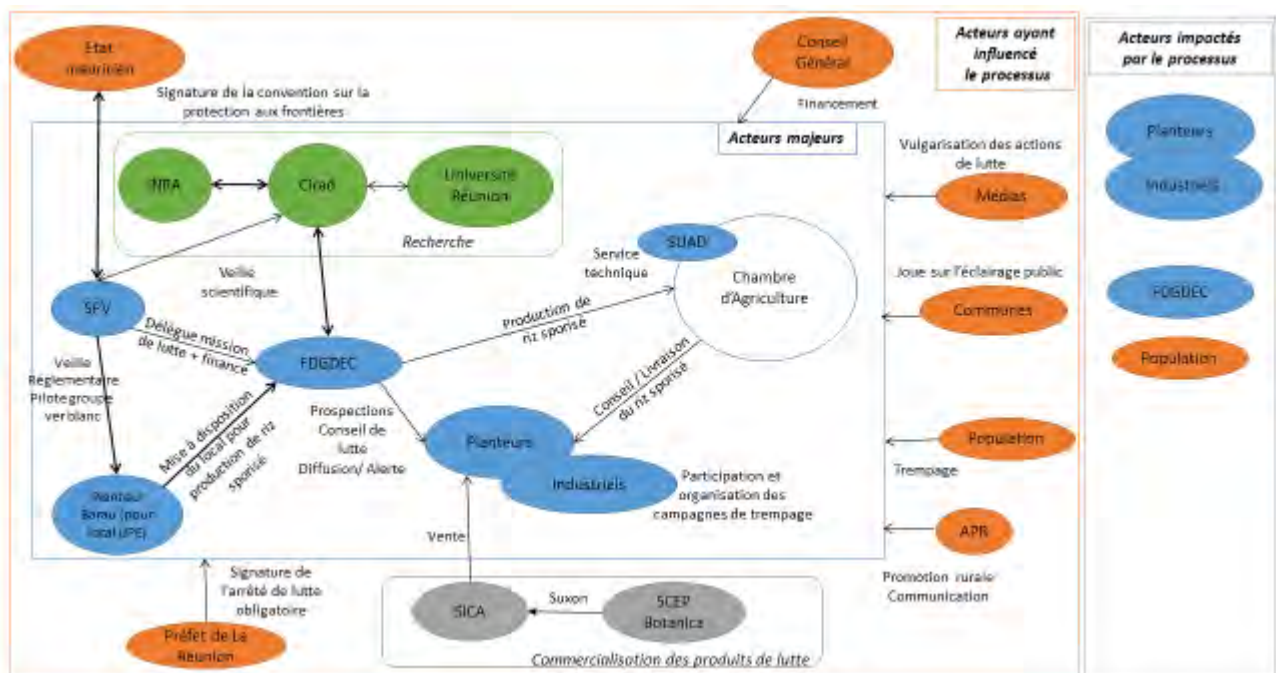 Etat
mauricien
Conseil
Général
Acteurs ayant
influencé
le processus
Acteurs impactés
par le processus
Signature de la convention sur la
protection aux frontières
Financement
Acteurs majeurs
INRA
Cirad
Université
Réunion
Recherche
Vulgarisation des actions
de lutte
Médias
Planteurs
Industriels
SUAD
Service
technique
Chambre
d'Agriculture
Veille
scientifique
Joue sur l'éclairage public
Communes
FDGDEC
Population
SPV
Délègue mission
de lutte + finance
FDGDEC
Production de
riz sporisé
Conseil / Livraison
du riz sporisé
Veille
Réglementaire
Pilote groupe
ver blanc
Mise à disposition
du local pour
production de riz
sporisé
Prospections
Conseil de
lutte
Diffusion/ Alerte
Planteurs
Industriels
Participation et
organisation des
campagnes de trempage
Population
Trempage
Planteur
(pour
local
Vente
APR
Promotion rurale
Communication
Signature de
l'arrêté de lutte
obligatoire
Préfet de La
Réunion
SICA
Suxon
SCEP
Botanica
Commercialisation des produits de lutte